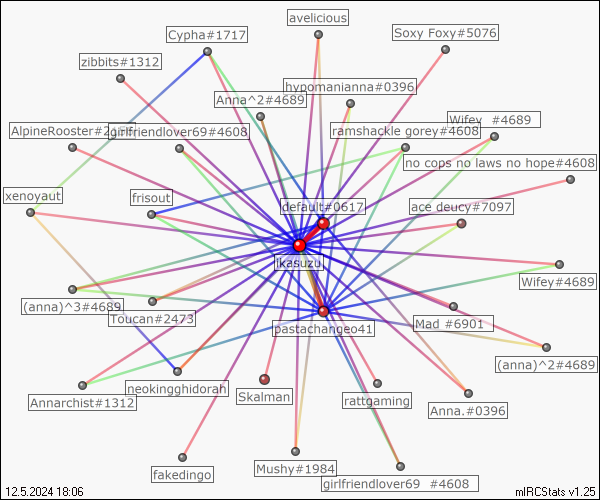 avelicious
Cypha#1717
Soxy Foxy#5076
zibbits#1312
hypomanianna#0396
Anna^2#4689
Wifey_ #4689
AlpineRooster#2
girlfriendlover69#4608
ramshackle gorey#4608
no cops no laws no hope#4608
xenoyaut
frisout
default#0617
ace deucy#7097
ikasuzu
Wifey#4689
(anna)^3#4689
Toucan#2473
Mad #6901
pastachangeo41
(anna)^2#4689
neokingghidorah
Annarchist#1312
Skalman
rattgaming
Anna.#0396
fakedingo
Mushy#1984
girlfriendlover69 #4608
12.5.2024 18:06
mIRCStats v1.25